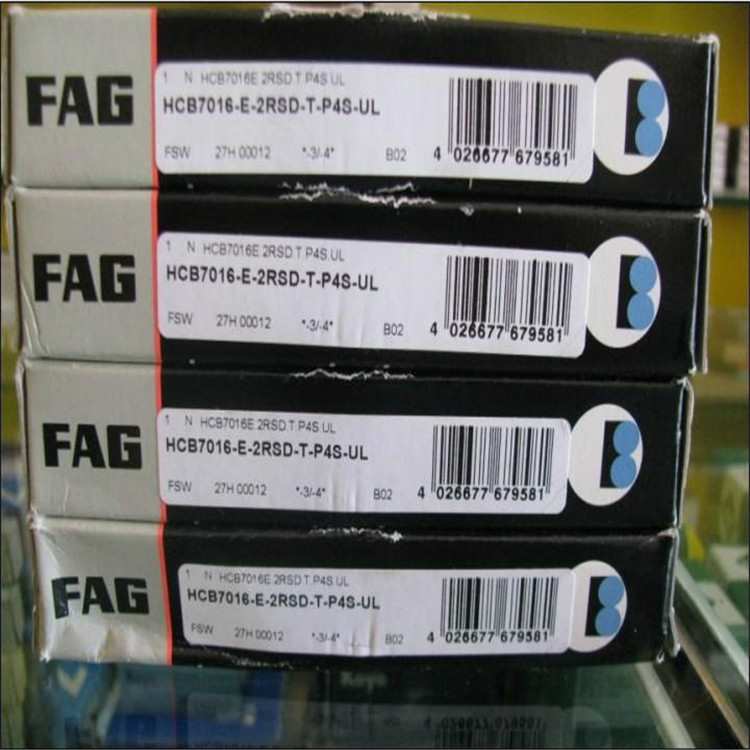 FAG
1 N HCB7016E.2RSD.T.P4S.UL
HCB7016-E-2RSD-T-P4S-UL
FSW 27H 00012 *-3/-4* B02
4 026677 679581
FAG
1 N HCB7016E.2RSD.T.P4S.UL
HCB7016-E-2RSD-T-P4S-UL
FSW 27H 00012 *-3/-4* B02
4 026677 679581
FAG
1 N HCB7016E.2RSD.T.P4S.UL
HCB7016-E-2RSD-T-P4S-UL
FSW 27H 00012 *-3/-4* B02
4 026677 679581
FAG
1 N HCB7016E.2RSD.T.P4S.UL
HCB7016-E-2RSD-T-P4S-UL
FSW 27H 00012 *-3/-4* B02
4 026677 679581